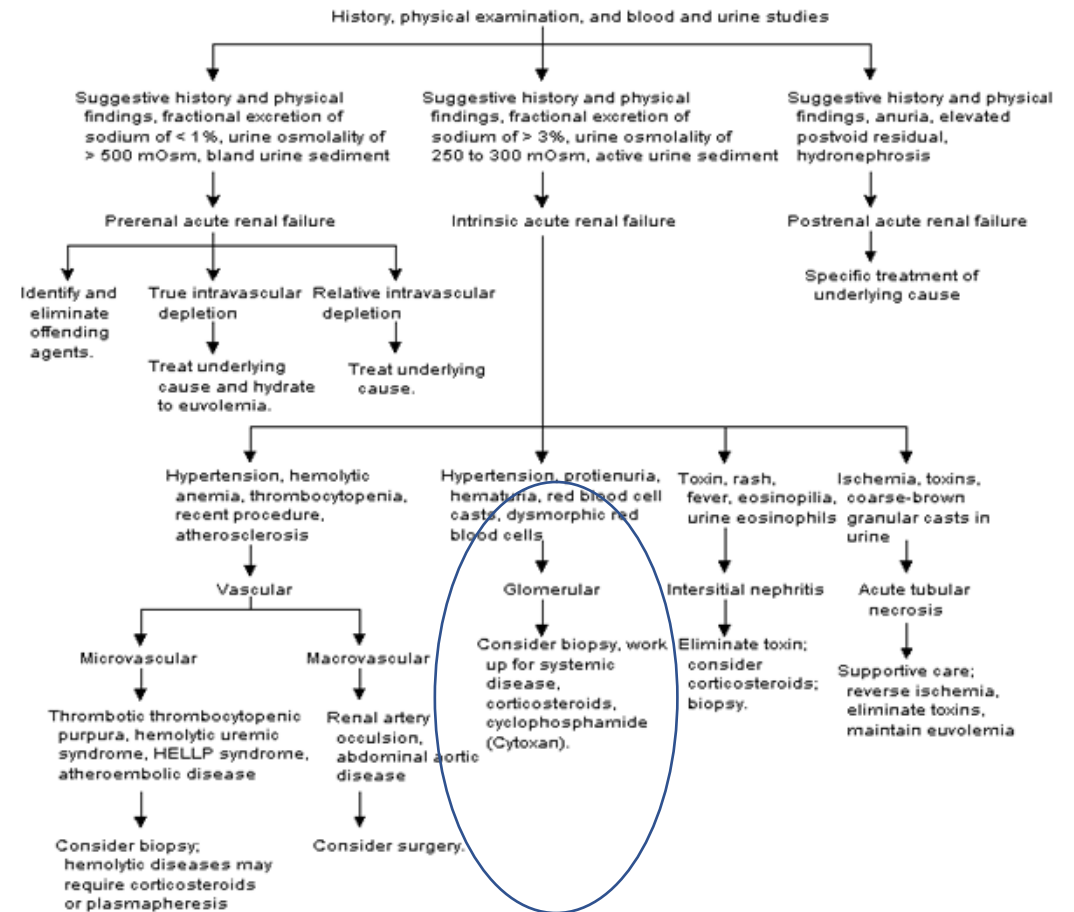 History, physical examination, and blood and urine studies
Suggestive history and physical
findings, fractional excretion of
sodium of < 1%, urine osmolality of
> 500 mOsm, bland urine sediment
Suggestive history and physical
findings, fractional excretion of
sodium of > 3%, urine osmolality of
250 to 300 mOsm, active urine sediment
Suggestive history and physical
findings, anuria, elevated
postvoid residual,
hydronephrosis
Prerenal acute renal failure
Intrinsic acute renal failure
Postrenal acute renal failure
Specific treatment of
underlying cause
Identify and
eliminate
offending
agents.
True intravascular
depletion
Relative intravascular
depletion
Treat underlying
cause and hydrate
to euvolemia.
Treat underlying
cause.
Hypertension, hemolytic
anemia, thrombocytopenia,
recent procedure,
atherosclerosis
Hypertension, protienuria,
hematuria, red blood cell
casts, dysmorphic red
blood cells
Toxin, rash,
fever, eosinopilia,
urine eosinophils
Ischemia, toxins,
coarse-brown
granular casts in
urine
Vascular
Glomerular
Intersitial nephritis
Acute tubular
necrosis
Microvascular
Macrovascular
Consider biopsy, work
up for systemic
disease,
corticosteroids,
cyclophosphamide
(Cytoxan).
Eliminate toxin;
consider
corticosteroids;
biopsy.
Supportive care;
reverse ischemia,
eliminate toxins,
maintain euvolemia
Thrombotic thrombocytopenic
purpura, hemolytic uremic
syndrome, HELLP syndrome,
atheroembolic disease
Renal artery
occulsion,
abdominal aortic
disease
Consider biopsy;
hemolytic diseases may
require corticosteroids
or plasmapheresis
Consider surgery.